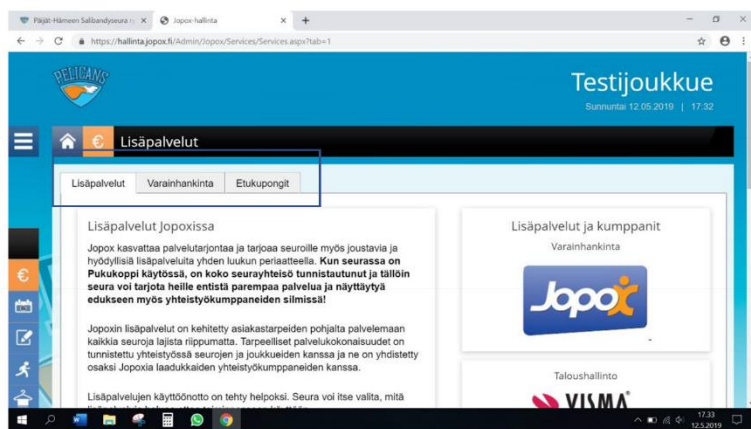 Päijät-Hämeen Salibandyseura r
Jopox-hallinta
https://hallinta.jopox.fi/Admin/Jopox/Services/Services.aspx?tab=1
PELICANS
Testijoukkue
Sunnuntai 12.05.2019 | 17:32
€ Lisäpalvelut
Lisäpalvelut Varainhankinta Etukupongit
Lisäpalvelut Jopoxissa
Jopox kasvattaa palvelutarjontaa ja tarjoaa seuroille myös joustavia ja
hyödyllisiä lisäpalveluita yhden luukun periaatteella. Kun seurassa on
Pukukoppi käytössä, on koko seurayhteisö tunnistautunut ja tällöin
seura voi tarjota heille entistä parempaa palvelua ja näyttäytyä
edukseen myös yhteistyökumppaneiden silmissä!
Jopoxin lisäpalvelut on kehitetty asiakastarpeiden pohjalta palvelemaan
kaikkia seuroja lajista riippumatta. Tarpeelliset palvelukokonaisuudet on
tunnistettu yhteistyössä seurojen ja joukkueiden kanssa ja ne on yhdistetty
osaksi Jopoxia laadukkaiden yhteistyökumppaneiden kanssa.
Lisäpalvelujen käyttöönotto on tehty helpoksi. Seura voi itse valita, mitä
Lisäpalvelut ja kumppanit
Varainhankinta
Jopox
Taloushallinto
VISMA
€
17.33
12.5.2019